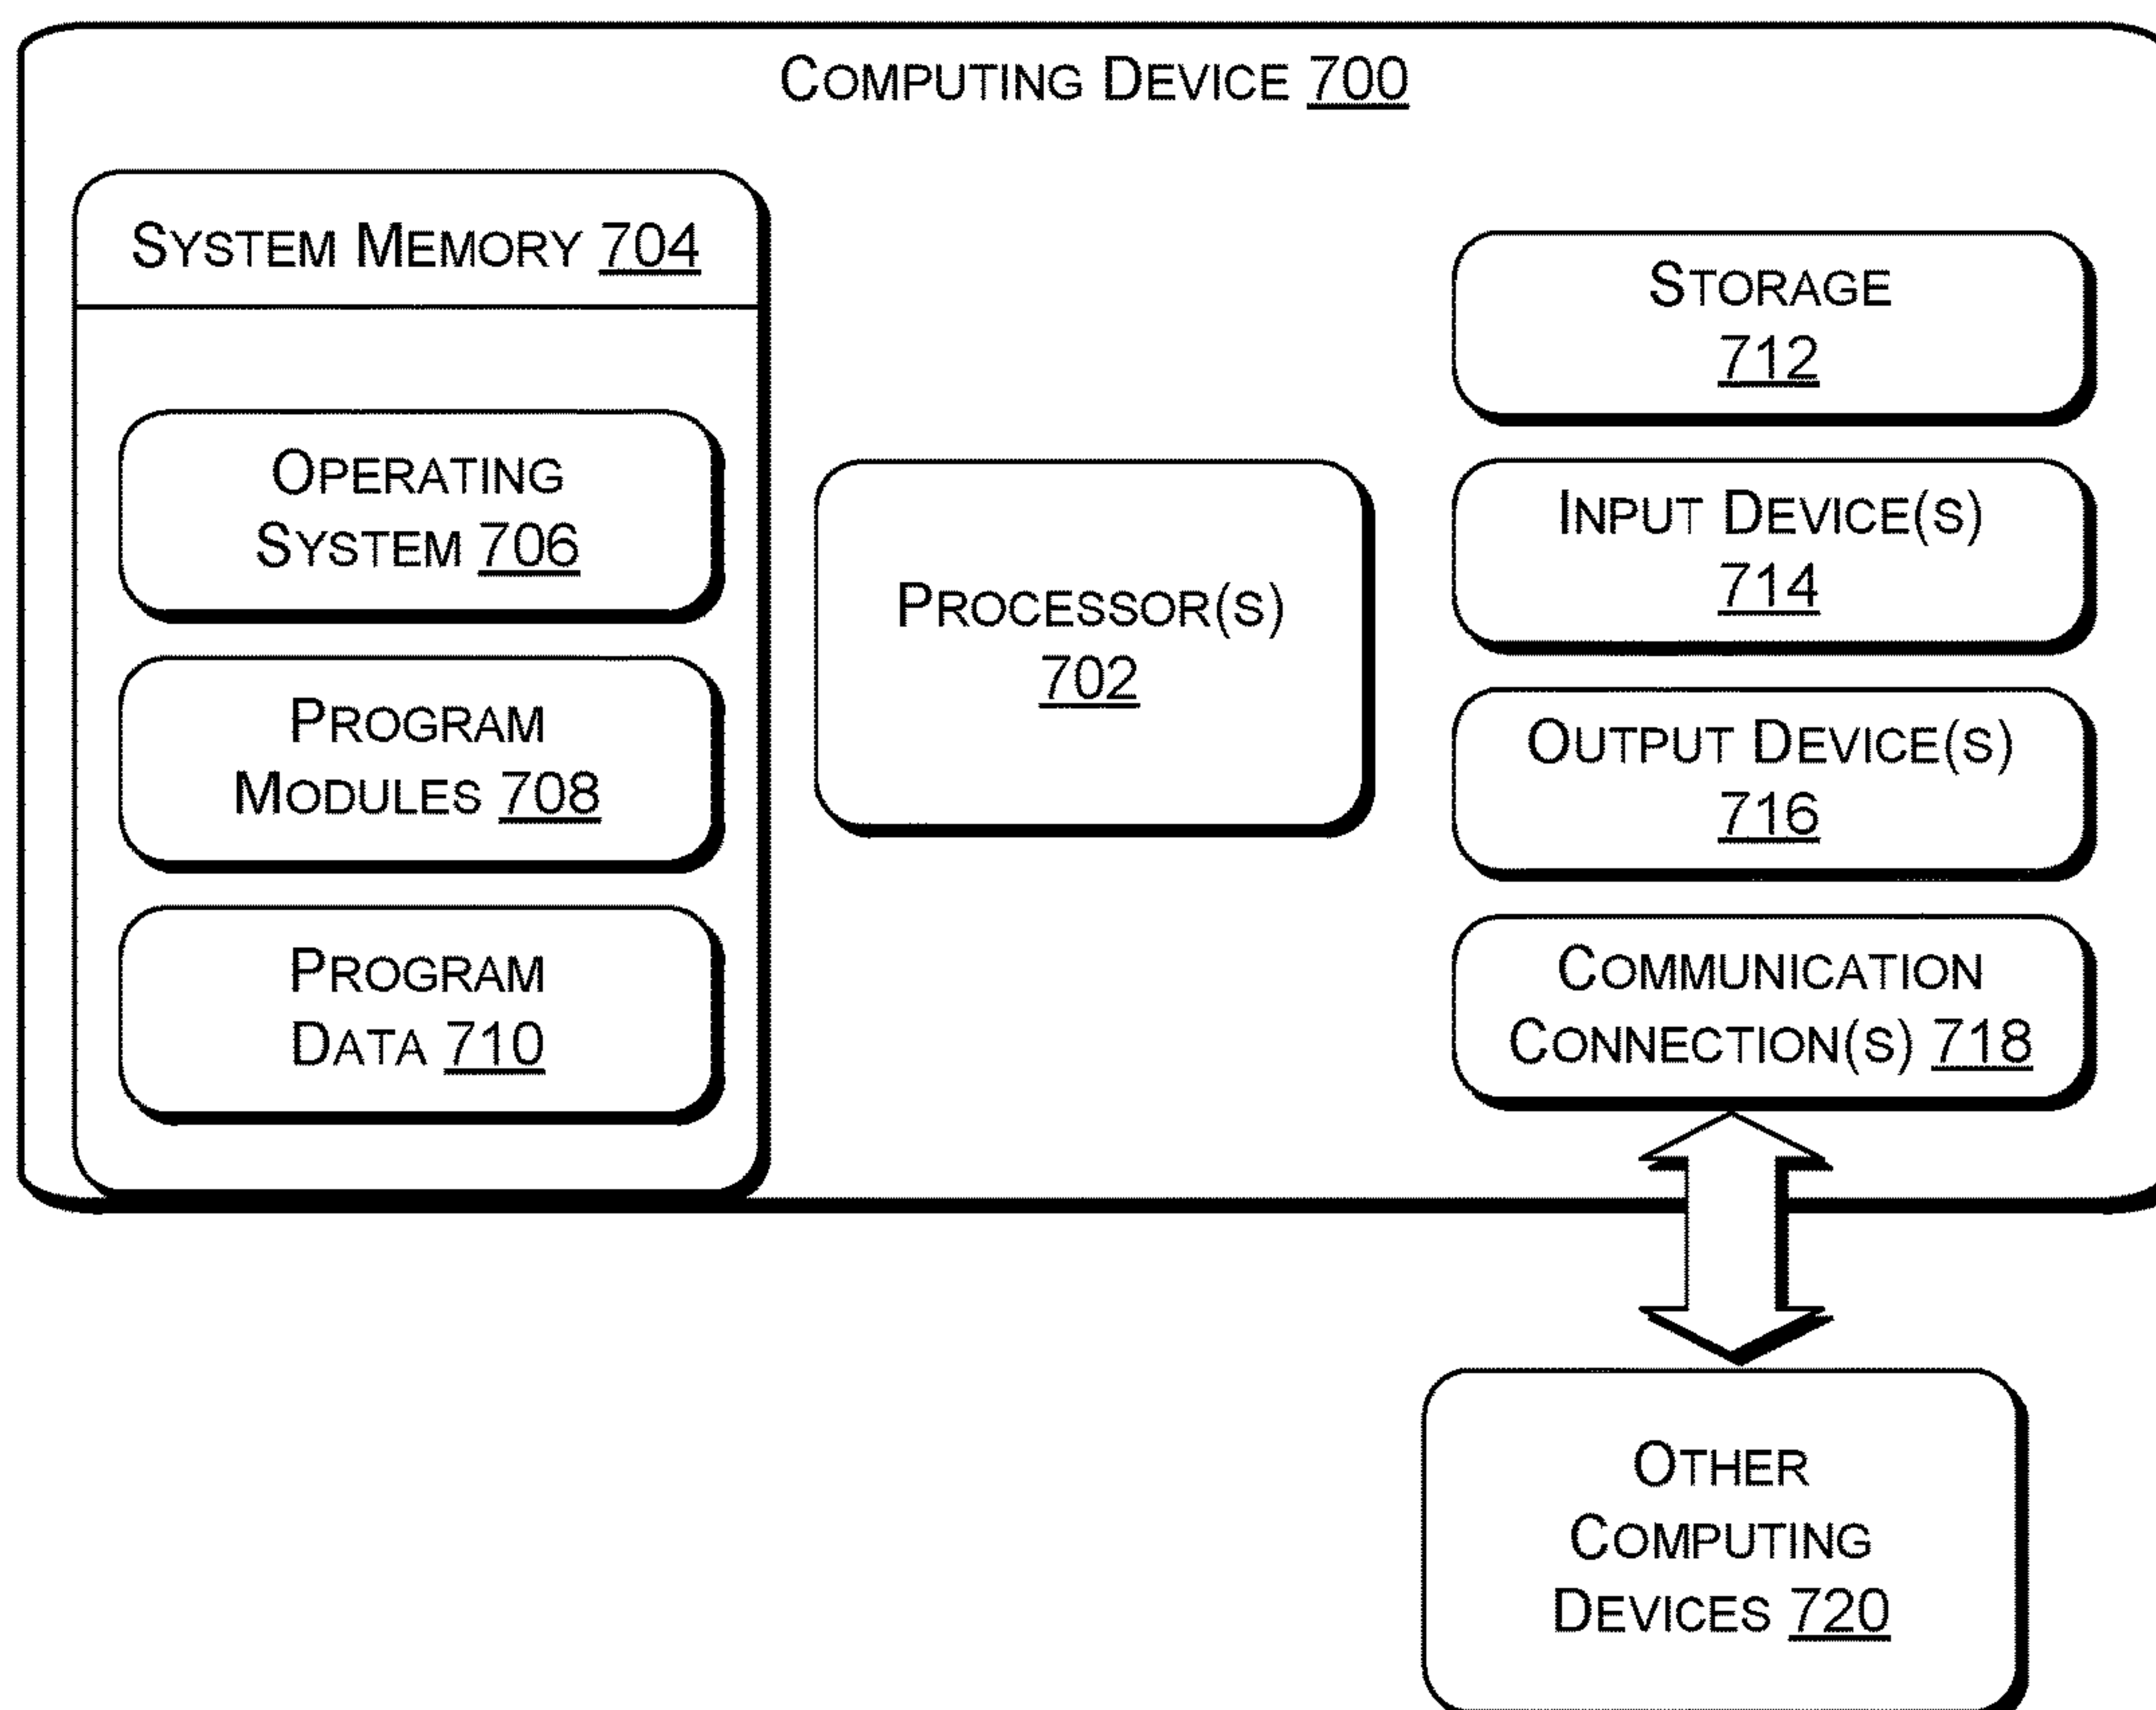 COMPUTING DEVICE 700
SYSTEM MEMORY 704
OPERATING
SYSTEM 706
PROGRAM
MODULES 708
PROGRAM
DATA 710
PROCESSOR(S)
702
STORAGE
712
INPUT DEVICE(S)
714
OUTPUT DEVICE(S)
716
COMMUNICATION
CONNECTION(S) 718
OTHER
COMPUTING
DEVICES 720